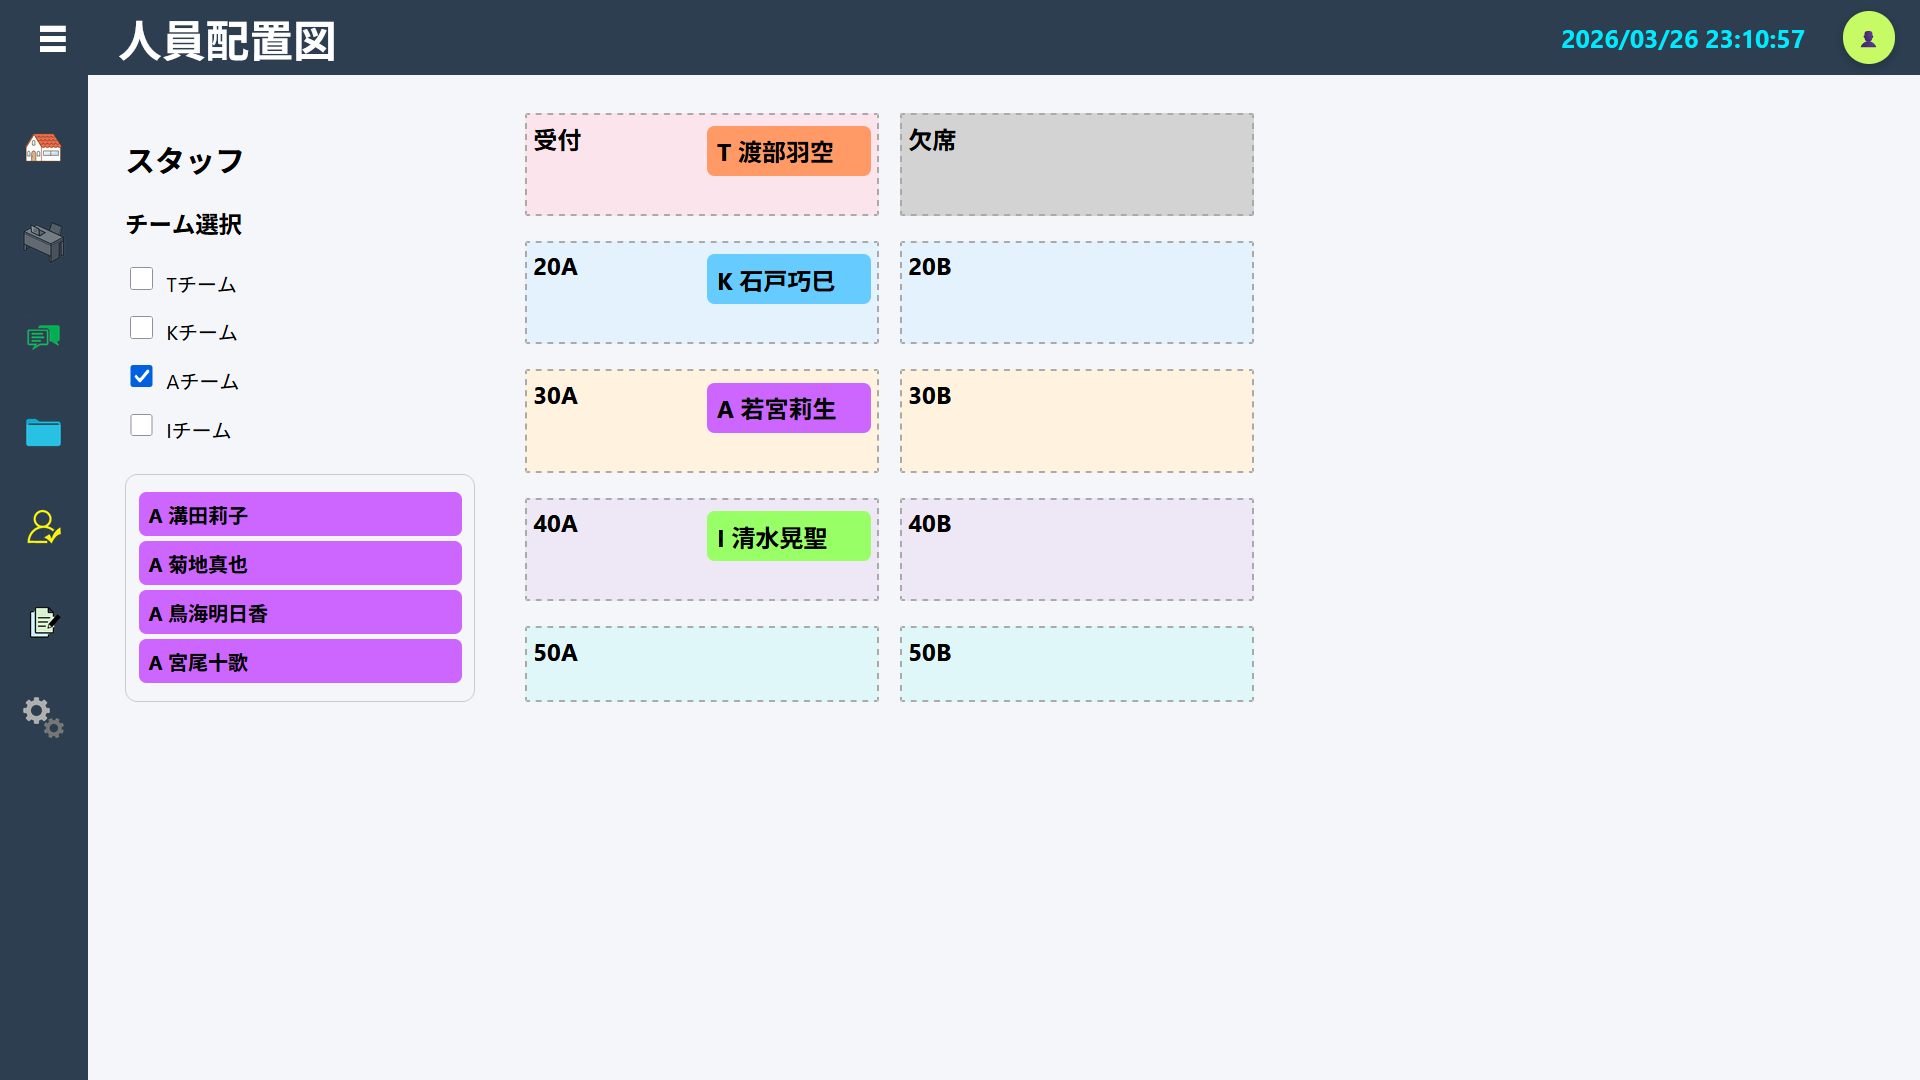 人員配置図
2026/03/26 23:10:57
スタッフ
チーム選択
Tチーム
Kチーム
Aチーム
Iチーム
A 溝田莉子
A 菊地真也
A 鳥海明日香
A 宮尾十歌
受付
T 渡部羽空
欠席
20A
K 石戸巧巳
20B
30A
A 若宮莉生
30B
40A
I 清水晃聖
40B
50A
50B